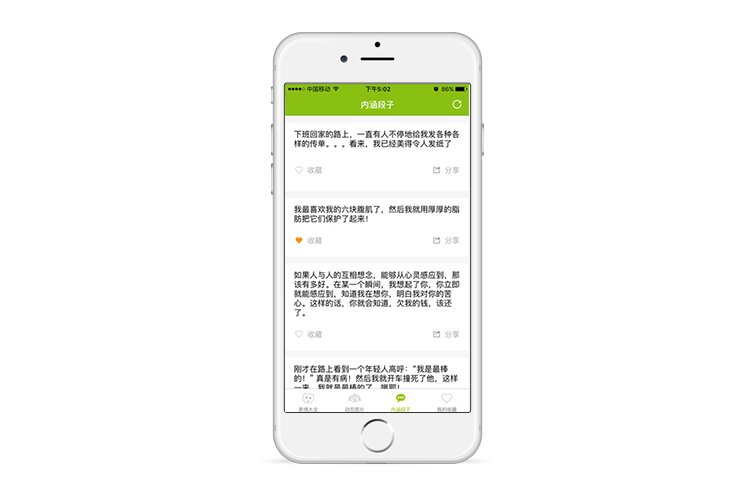 中国移动
下午5:02
86%
内涵段子
下班回家的路上，一直有人不停地给我发各种各
样的传单。。。看来，我已经美得令人发纸了
收藏
分享
我最喜欢我的六块腹肌了，然后我就用厚厚的脂
肪把它们保护了起来！
收藏
分享
如果人与人的互相想念，能够从心灵感应到，那
该有多好。在某一个瞬间，我想起了你，你立即
就能感应到，知道我在想你，明白我对你的苦
心。这样的话，你就会知道，欠我的钱，该还
了。
收藏
分享
刚才在路上看到一个年轻人高呼：“我是最棒
的！”真是有病！然后我就开车撞死了他，这样
一来，我就是最棒的了，哦耶！
表情大全
动态图片
内涵段子
我的收藏